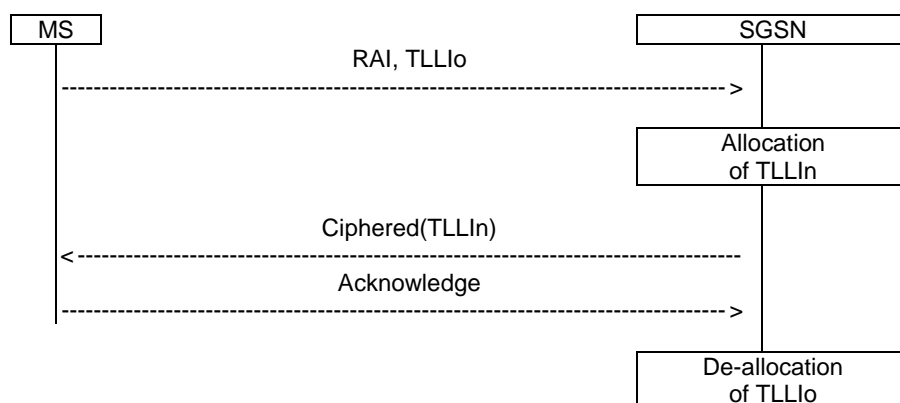 MS
SGSN
RAI, TLLIo
----------------------------------------------------------------------------------- >
Allocation
of TLLIn
Ciphered(TLLIn)
< -----------------------------------------------------------------------------------
Acknowledge
----------------------------------------------------------------------------------- >
De-allocation
of TLLIo